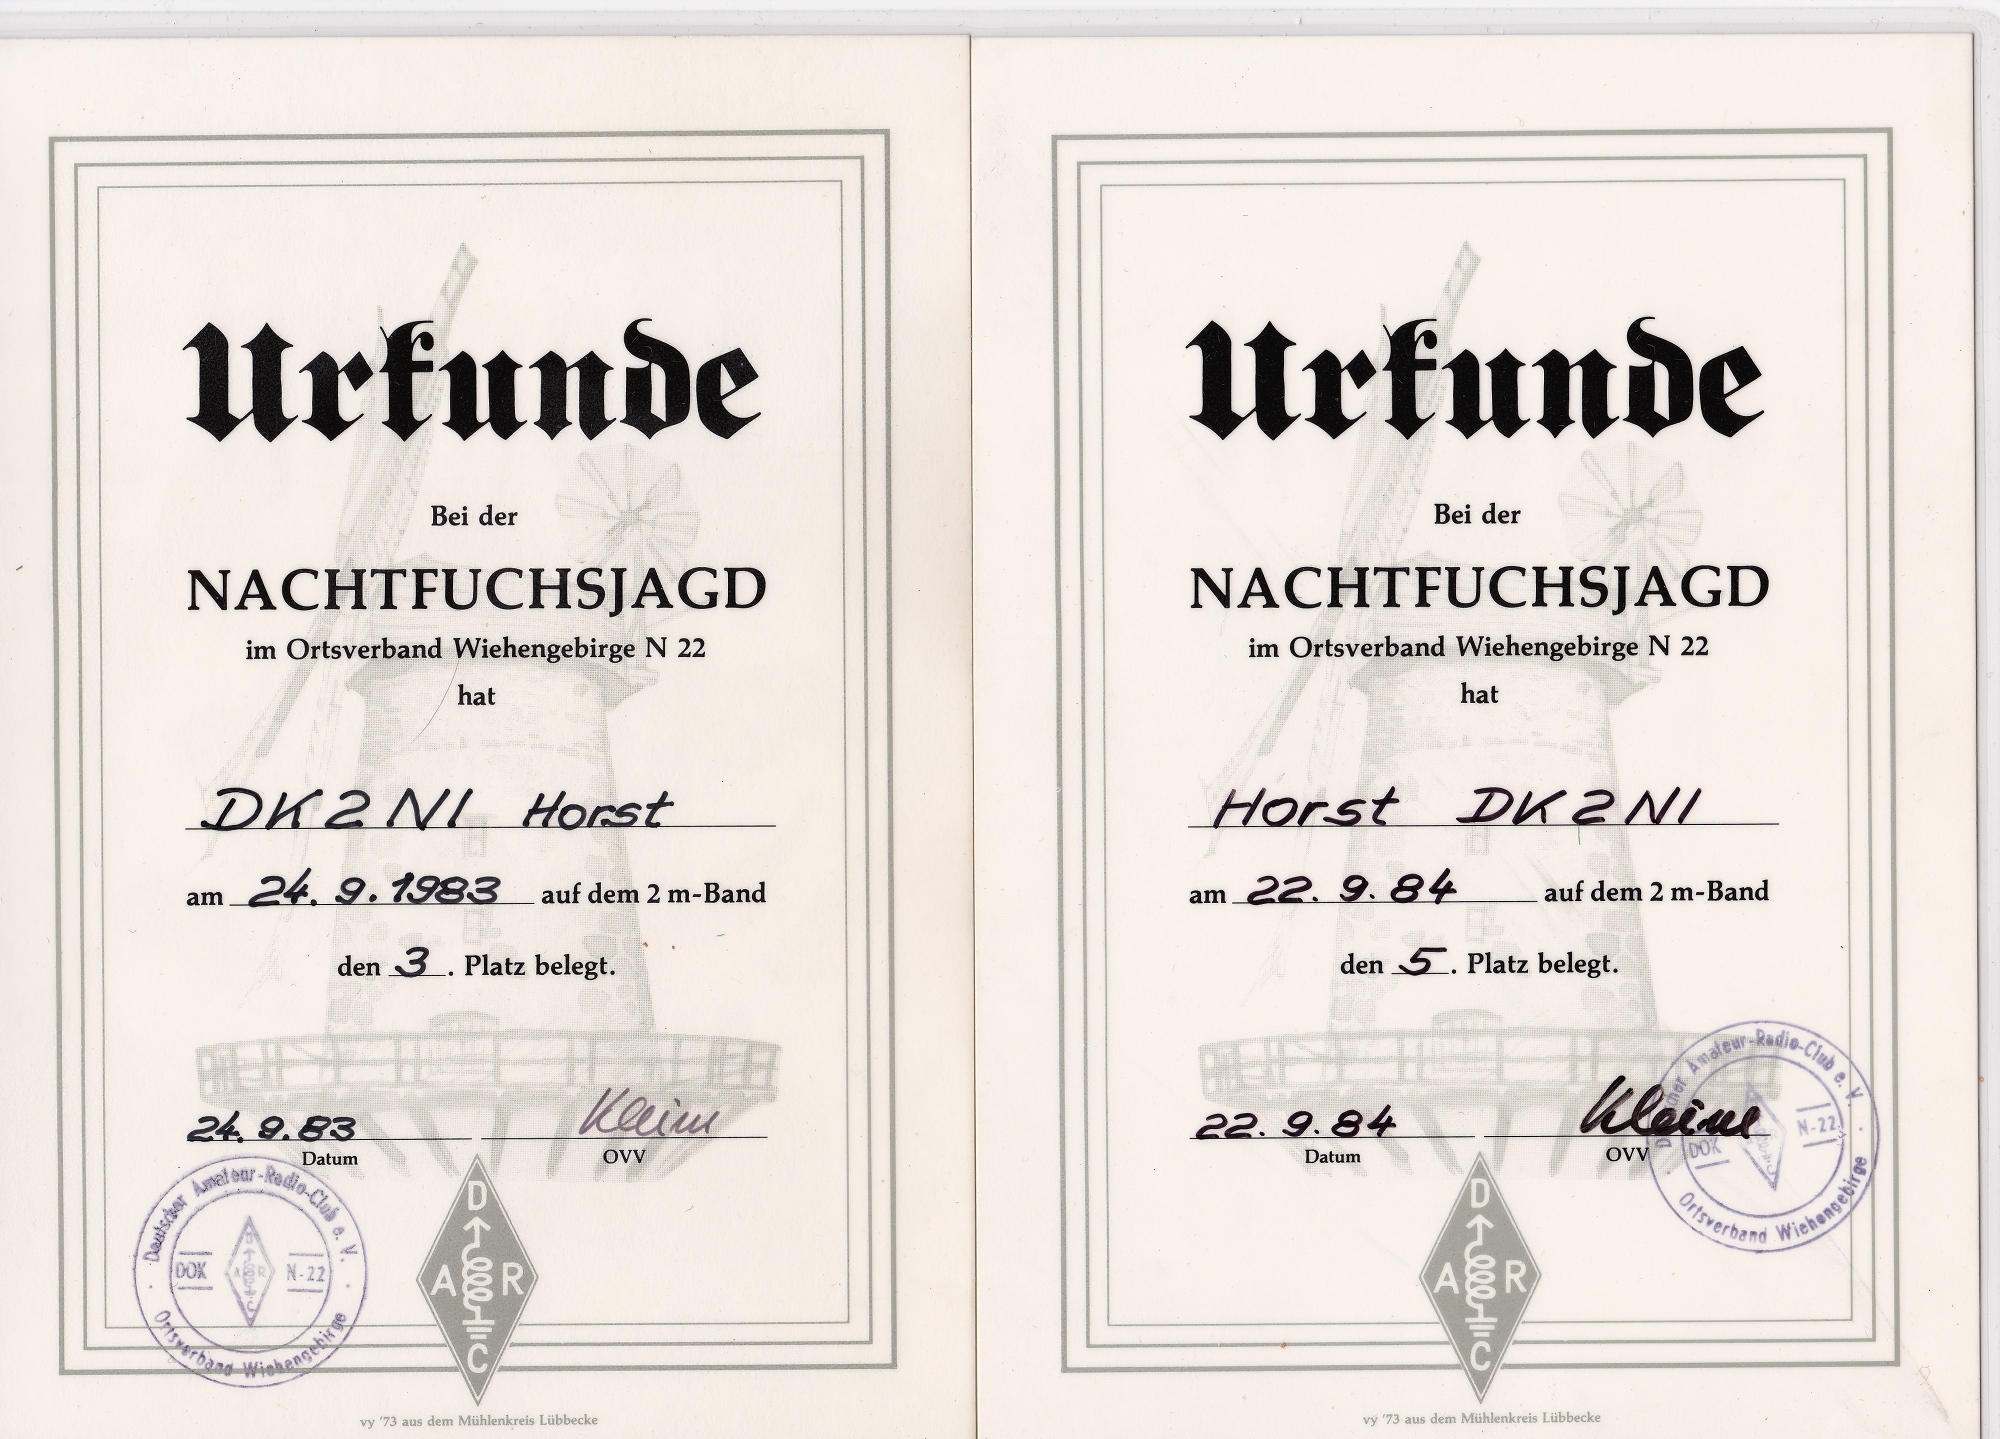 Urkunde
Bei der
NACHTFUCHSJAGD
im Ortsverband Wiehengebirge N 22
hat
DK2NI Horst
am 24.9.1983 auf dem 2 m-Band
den 3. Platz belegt.
24.9.83 Kleine
Datum OVV
Deutscher Amateur-Radio-Club e.V.
DOK N-22
D
A R
C
Ortsverband Wiehengebirge
D
A R
C
vy '73 aus dem Mühlenkreis Lübbecke
Urkunde
Bei der
NACHTFUCHSJAGD
im Ortsverband Wiehengebirge N 22
hat
Horst DK2NI
am 22.9.84 auf dem 2 m-Band
den 5. Platz belegt.
22.9.84 Kleine
Datum OVV
Deutscher Amateur-Radio-Club e.V.
DOK N-22
Ortsverband Wiehengebirge
D
A R
C
vy '73 aus dem Mühlenkreis Lübbecke